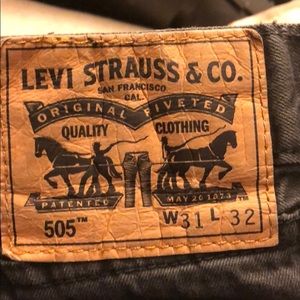 LEVI STRAUSS & CO.
SAN FRANCISCO
CAL.
ORIGINAL RIVETED
QUALITY CLOTHING
PATENTED MAY 20 1873
505™ W 31 L 32